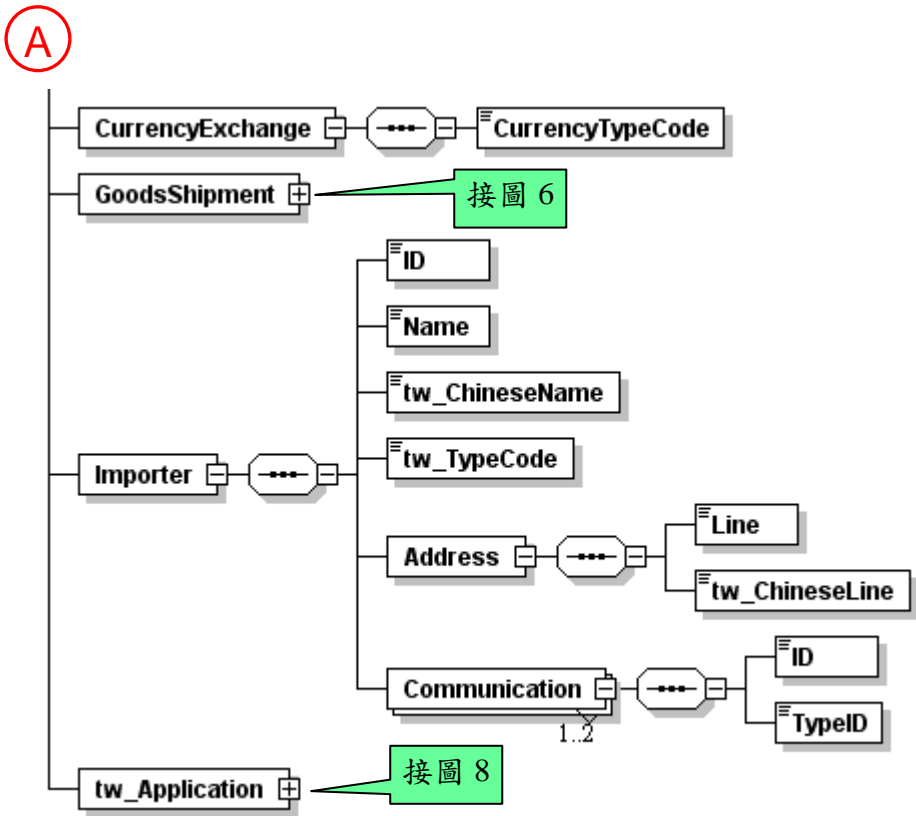 A
CurrencyExchange
CurrencyTypeCode
GoodsShipment
接圖 6
ID
Name
tw_ChineseName
tw_TypeCode
Importer
Address
Line
tw_ChineseLine
Communication
1..2
ID
TypeID
tw_Application
接圖 8